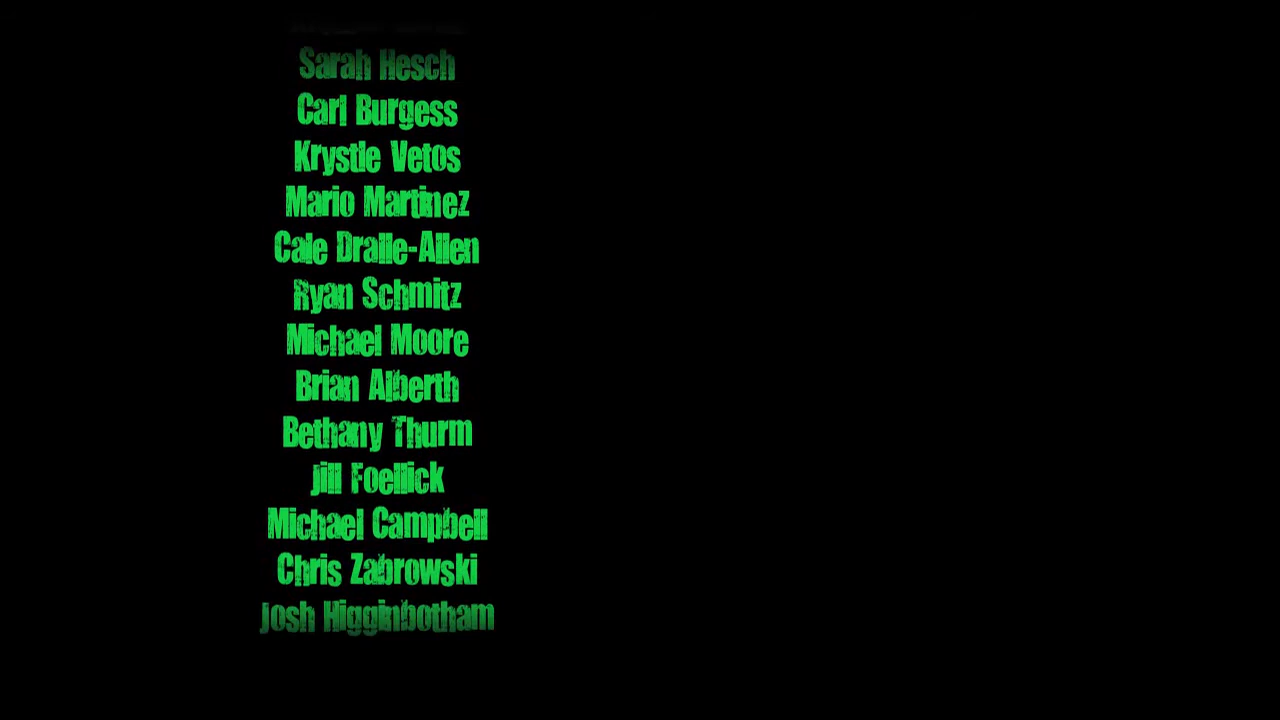 Sarah Hesch
Carl Burgess
Krystle Vetos
Mario Martinez
Cale Dralle-Allen
Ryan Schmitz
Michael Moore
Brian Alberth
Bethany Thurm
Jill Foellick
Michael Campbell
Chris Zabrowski
Josh Higginbotham